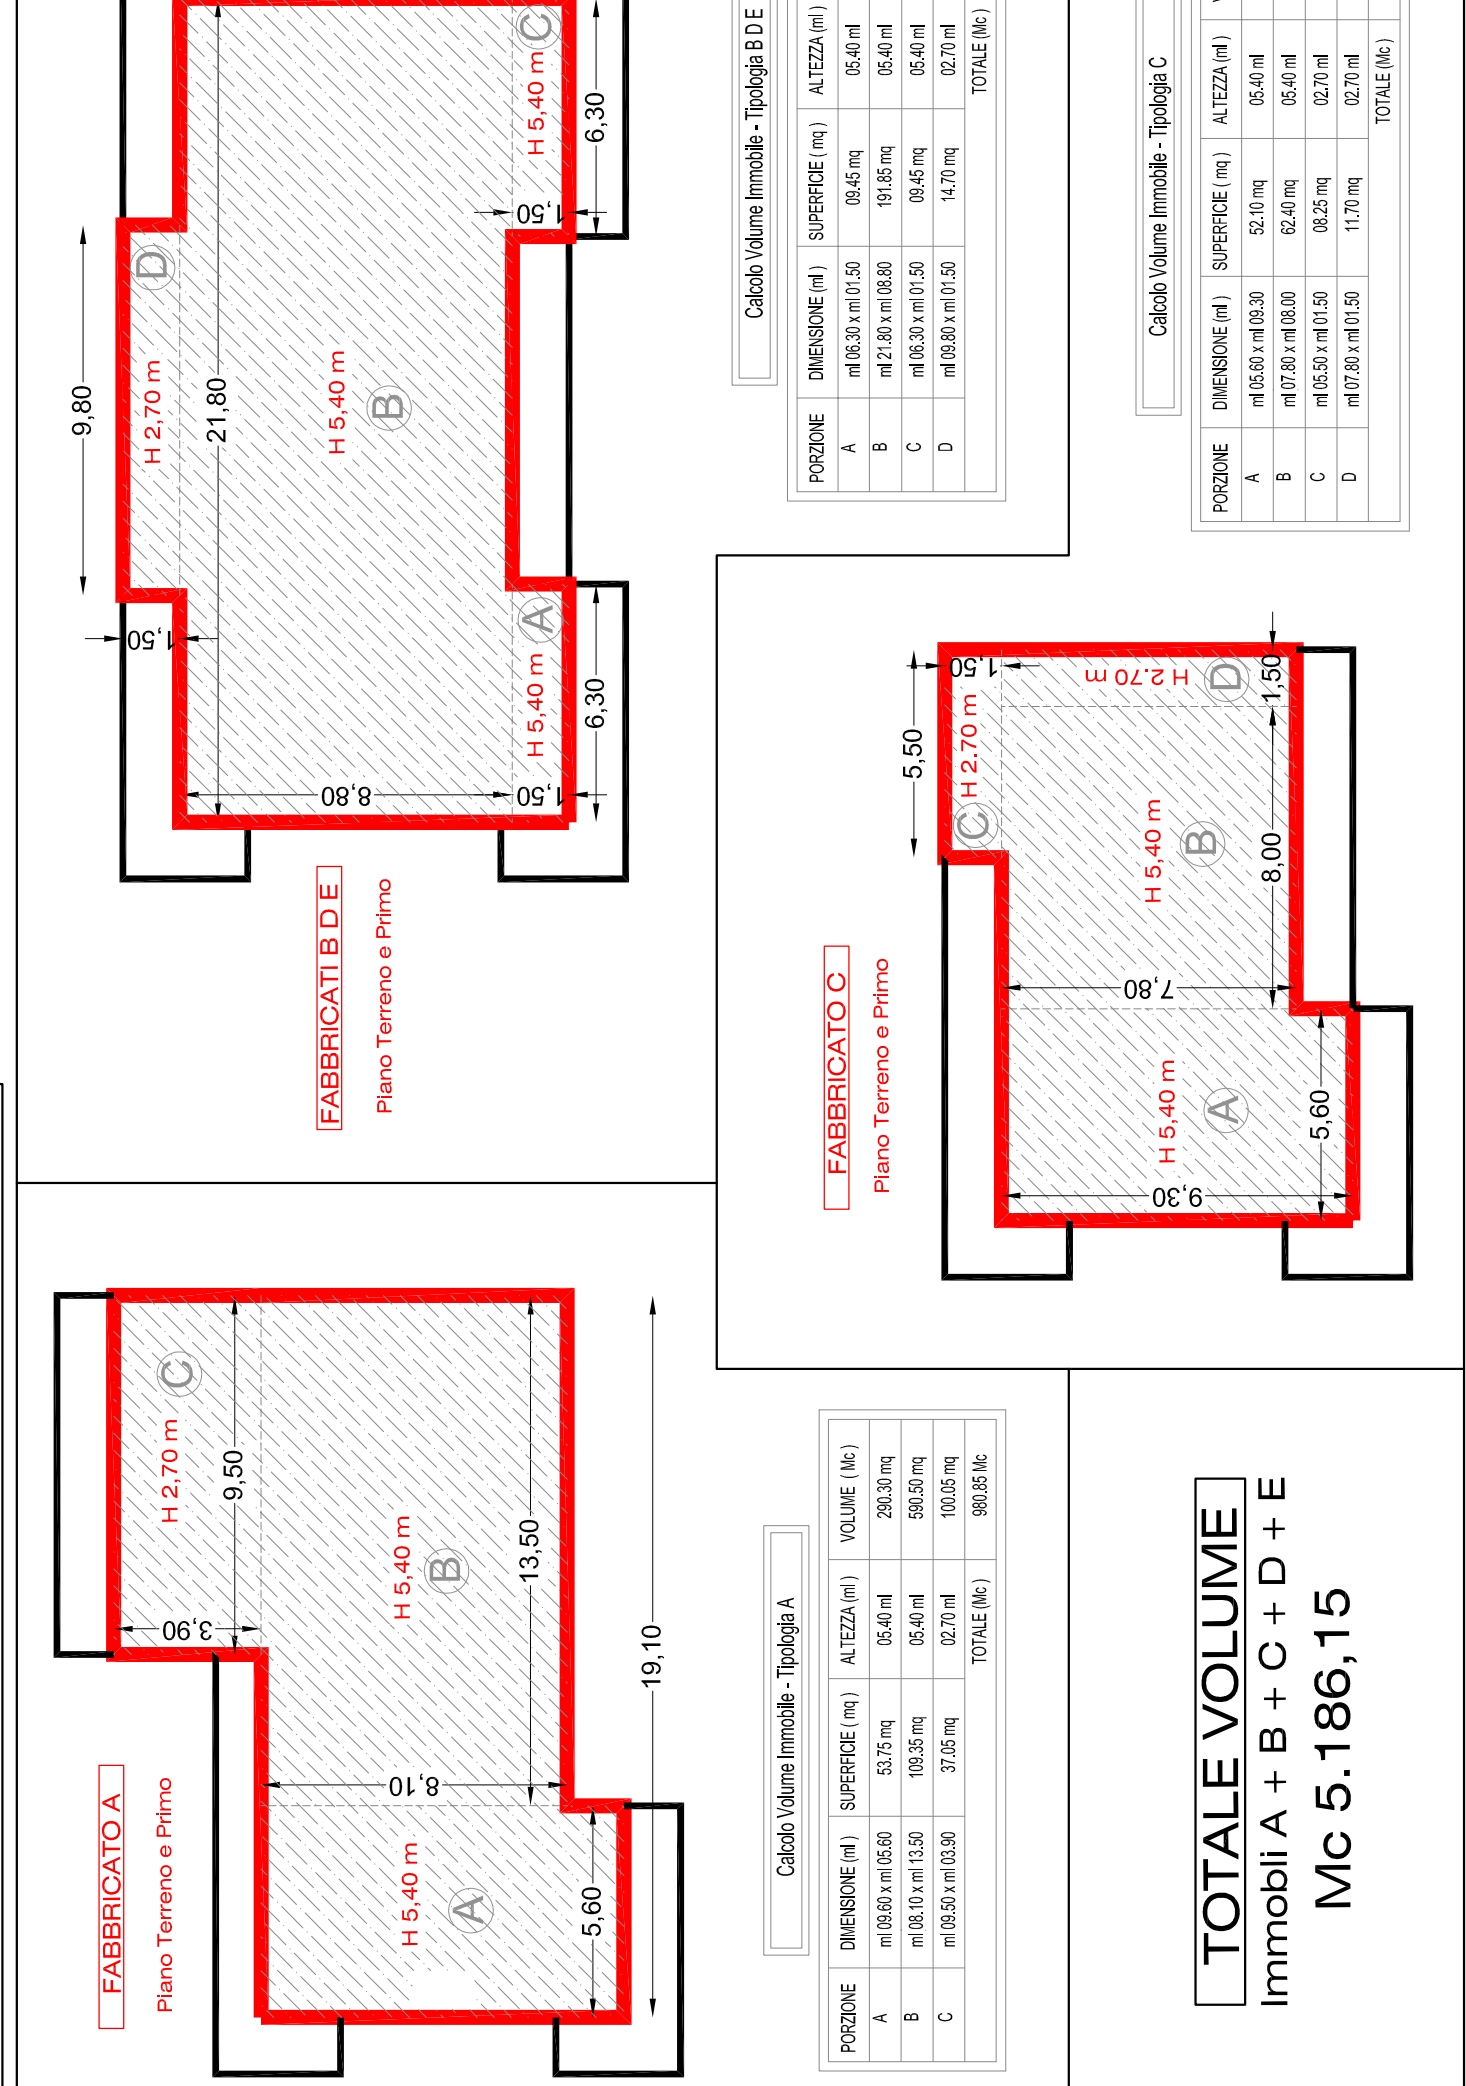 FABBRICATO A
Piano Terreno e Primo
H 2,70 m
C
9,50
3,90
H 5,40 m
B
13,50
8,10
H 5,40 m
A
5,60
19,10
FABBRICATI B D E
Piano Terreno e Primo
9,80
H 2,70 m
D
21,80
1,50
H 5,40 m
B
8,80
1,50
H 5,40 m
A
6,30
H 5,40 m
C
1,50
6,30
FABBRICATO C
Piano Terreno e Primo
5,50
1,50
H 2.70 m
C
H 2.70 m
D
1,50
H 5,40 m
B
8,00
7,80
H 5,40 m
A
9,30
5,60
Calcolo Volume Immobile - Tipologia A
PORZIONE DIMENSIONE (ml ) SUPERFICIE ( mq ) ALTEZZA (ml ) VOLUME ( Mc )
A ml 09.60 x ml 05.60 53.75 mq 05.40 ml 290.30 mq
B ml 08.10 x ml 13.50 109.35 mq 05.40 ml 590.50 mq
C ml 09.50 x ml 03.90 37.05 mq 02.70 ml 100.05 mq
TOTALE (Mc ) 980.85 Mc
Calcolo Volume Immobile - Tipologia B D E
PORZIONE DIMENSIONE (ml ) SUPERFICIE ( mq ) ALTEZZA (ml )
A ml 06.30 x ml 01.50 09.45 mq 05.40 ml
B ml 21.80 x ml 08.80 191.85 mq 05.40 ml
C ml 06.30 x ml 01.50 09.45 mq 05.40 ml
D ml 09.80 x ml 01.50 14.70 mq 02.70 ml
TOTALE (Mc )
Calcolo Volume Immobile - Tipologia C
PORZIONE DIMENSIONE (ml ) SUPERFICIE ( mq ) ALTEZZA (ml )
A ml 05.60 x ml 09.30 52.10 mq 05.40 ml
B ml 07.80 x ml 08.00 62.40 mq 05.40 ml
C ml 05.50 x ml 01.50 08.25 mq 02.70 ml
D ml 07.80 x ml 01.50 11.70 mq 02.70 ml
TOTALE (Mc )
TOTALE VOLUME
Immobli A + B + C + D + E
Mc 5.186,15